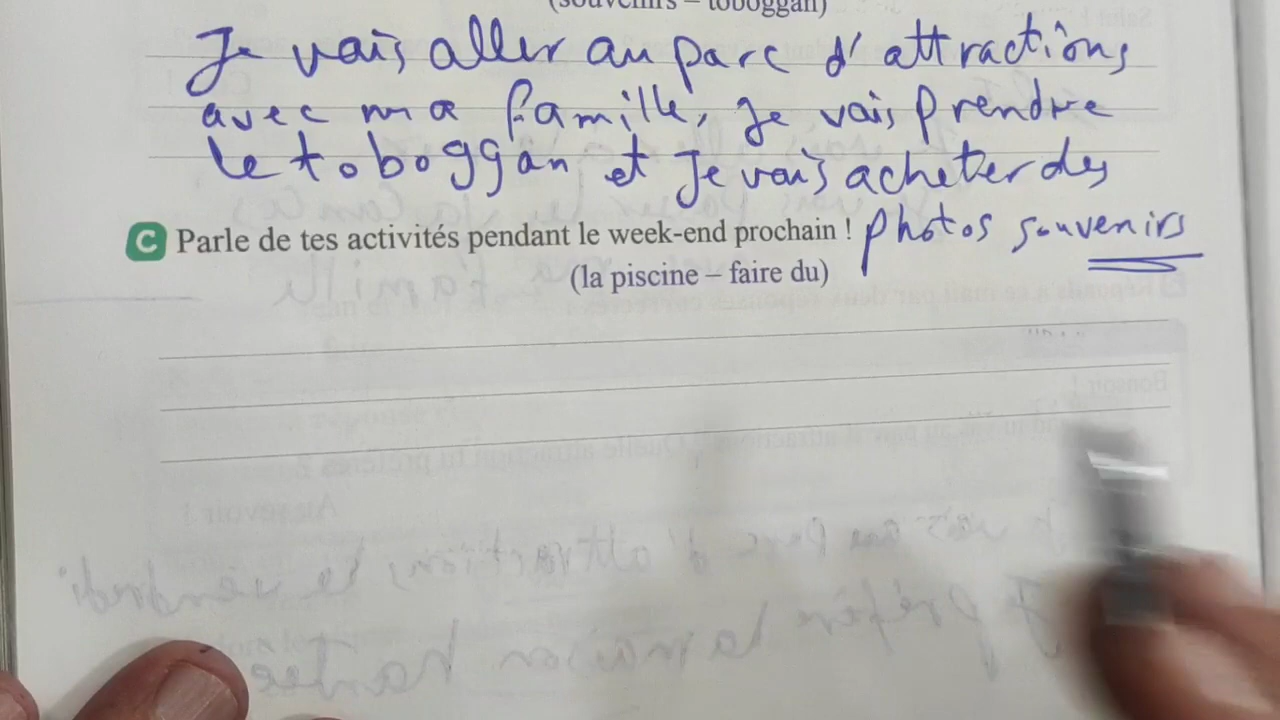 (souvenirs – toboggan)
Je vais aller au parc d'attractions
avec ma famille, je vais prendre
le toboggan et je vais acheter des
photos souvenirs
C Parle de tes activités pendant le week-end prochain !
(la piscine – faire du)